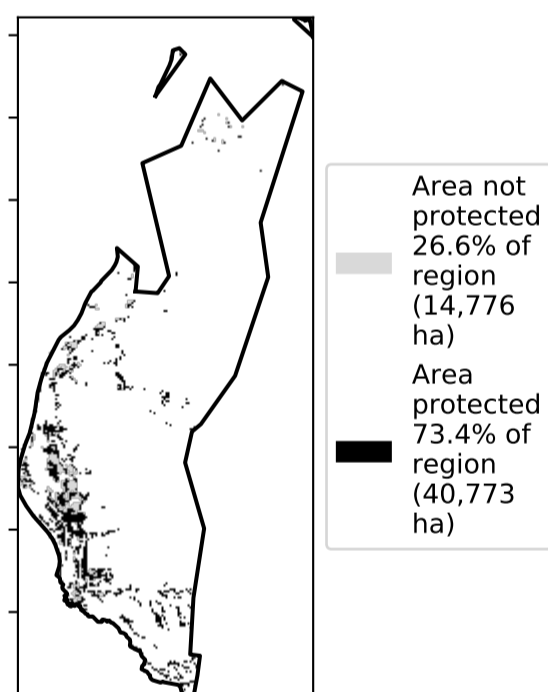 Area not
protected
26.6% of
region
(14,776
ha)
Area
protected
73.4% of
region
(40,773
ha)